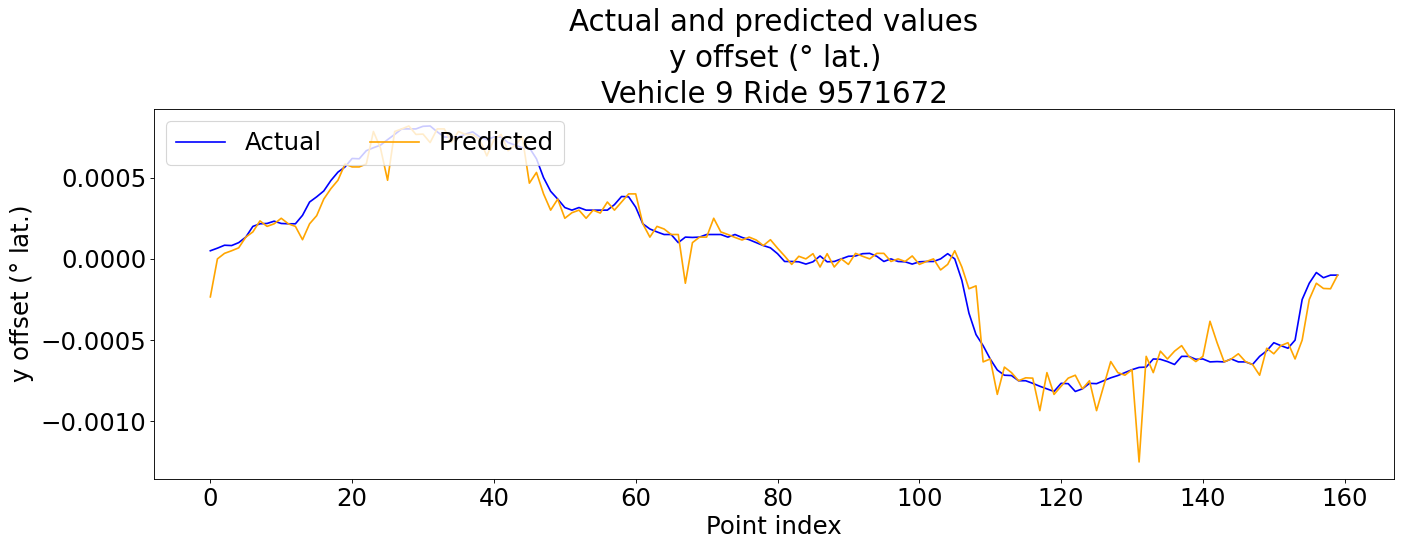 Actual and predicted values
y offset (° lat.)
Vehicle 9 Ride 9571672
Actual Predicted
0.0005
0.0000
−0.0005
−0.0010
y offset (° lat.)
0 20 40 60 80 100 120 140 160
Point index